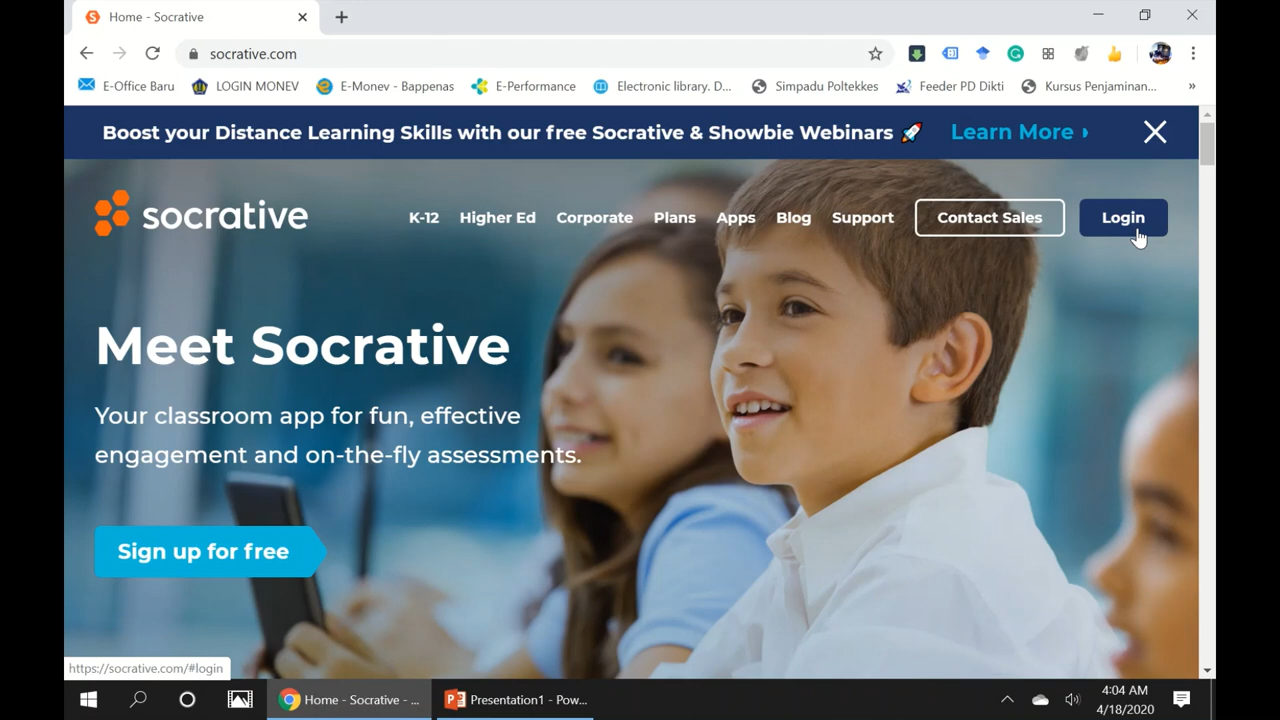 Home - Socrative
socrative.com
E-Office Baru LOGIN MONEV E-Monev - Bappenas E-Performance Electronic library. D... Simpadu Poltekkes Feeder PD Dikti Kursus Penjaminan... »
Boost your Distance Learning Skills with our free Socrative & Showbie Webinars 🚀 Learn More
socrative K-12 Higher Ed Corporate Plans Apps Blog Support Contact Sales Login
Meet Socrative
Your classroom app for fun, effective
engagement and on-the-fly assessments.
Sign up for free
https://socrative.com/#login
Home - Socrative - ... Presentation1 - Pow... 4:04 AM
4/18/2020